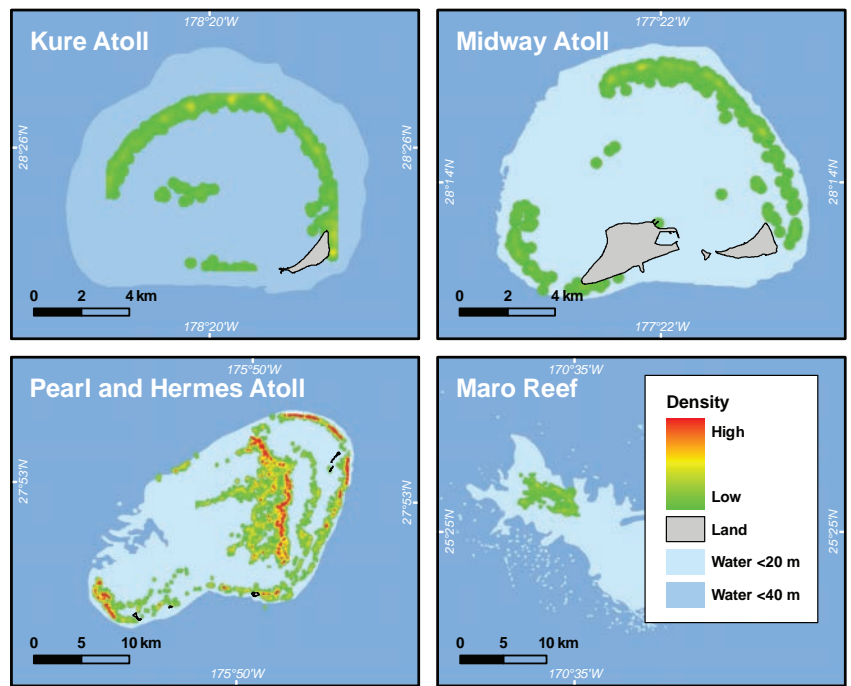 178°20'W
Kure Atoll
28°26'N
28°26'N
0 2 4 km
178°20'W
177°22'W
Midway Atoll
28°14'N
28°14'N
0 2 4 km
177°22'W
175°50'W
Pearl and Hermes Atoll
27°53'N
27°53'N
0 5 10 km
175°50'W
170°35'W
Maro Reef
25°25'N
25°25'N
0 5 10 km
170°35'W
Density
High
Low
Land
Water <20 m
Water <40 m